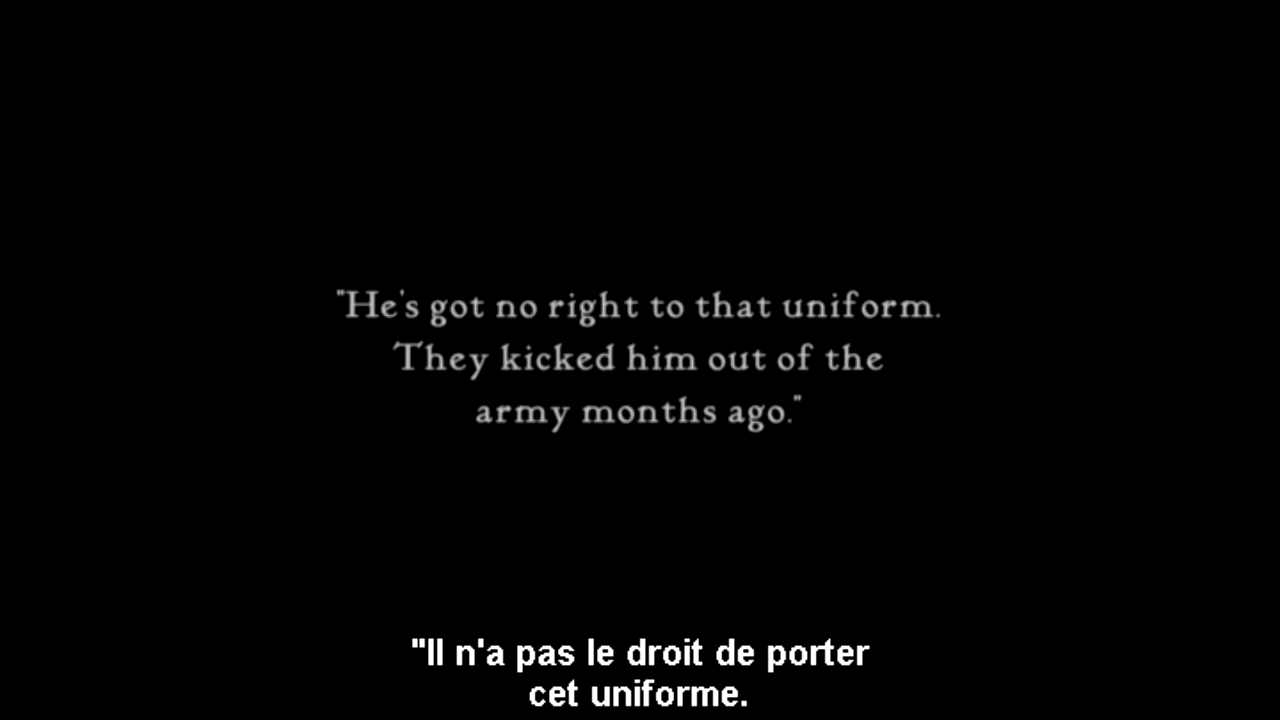 "He's got no right to that uniform.
They kicked him out of the
army months ago."
"Il n'a pas le droit de porter
cet uniforme.